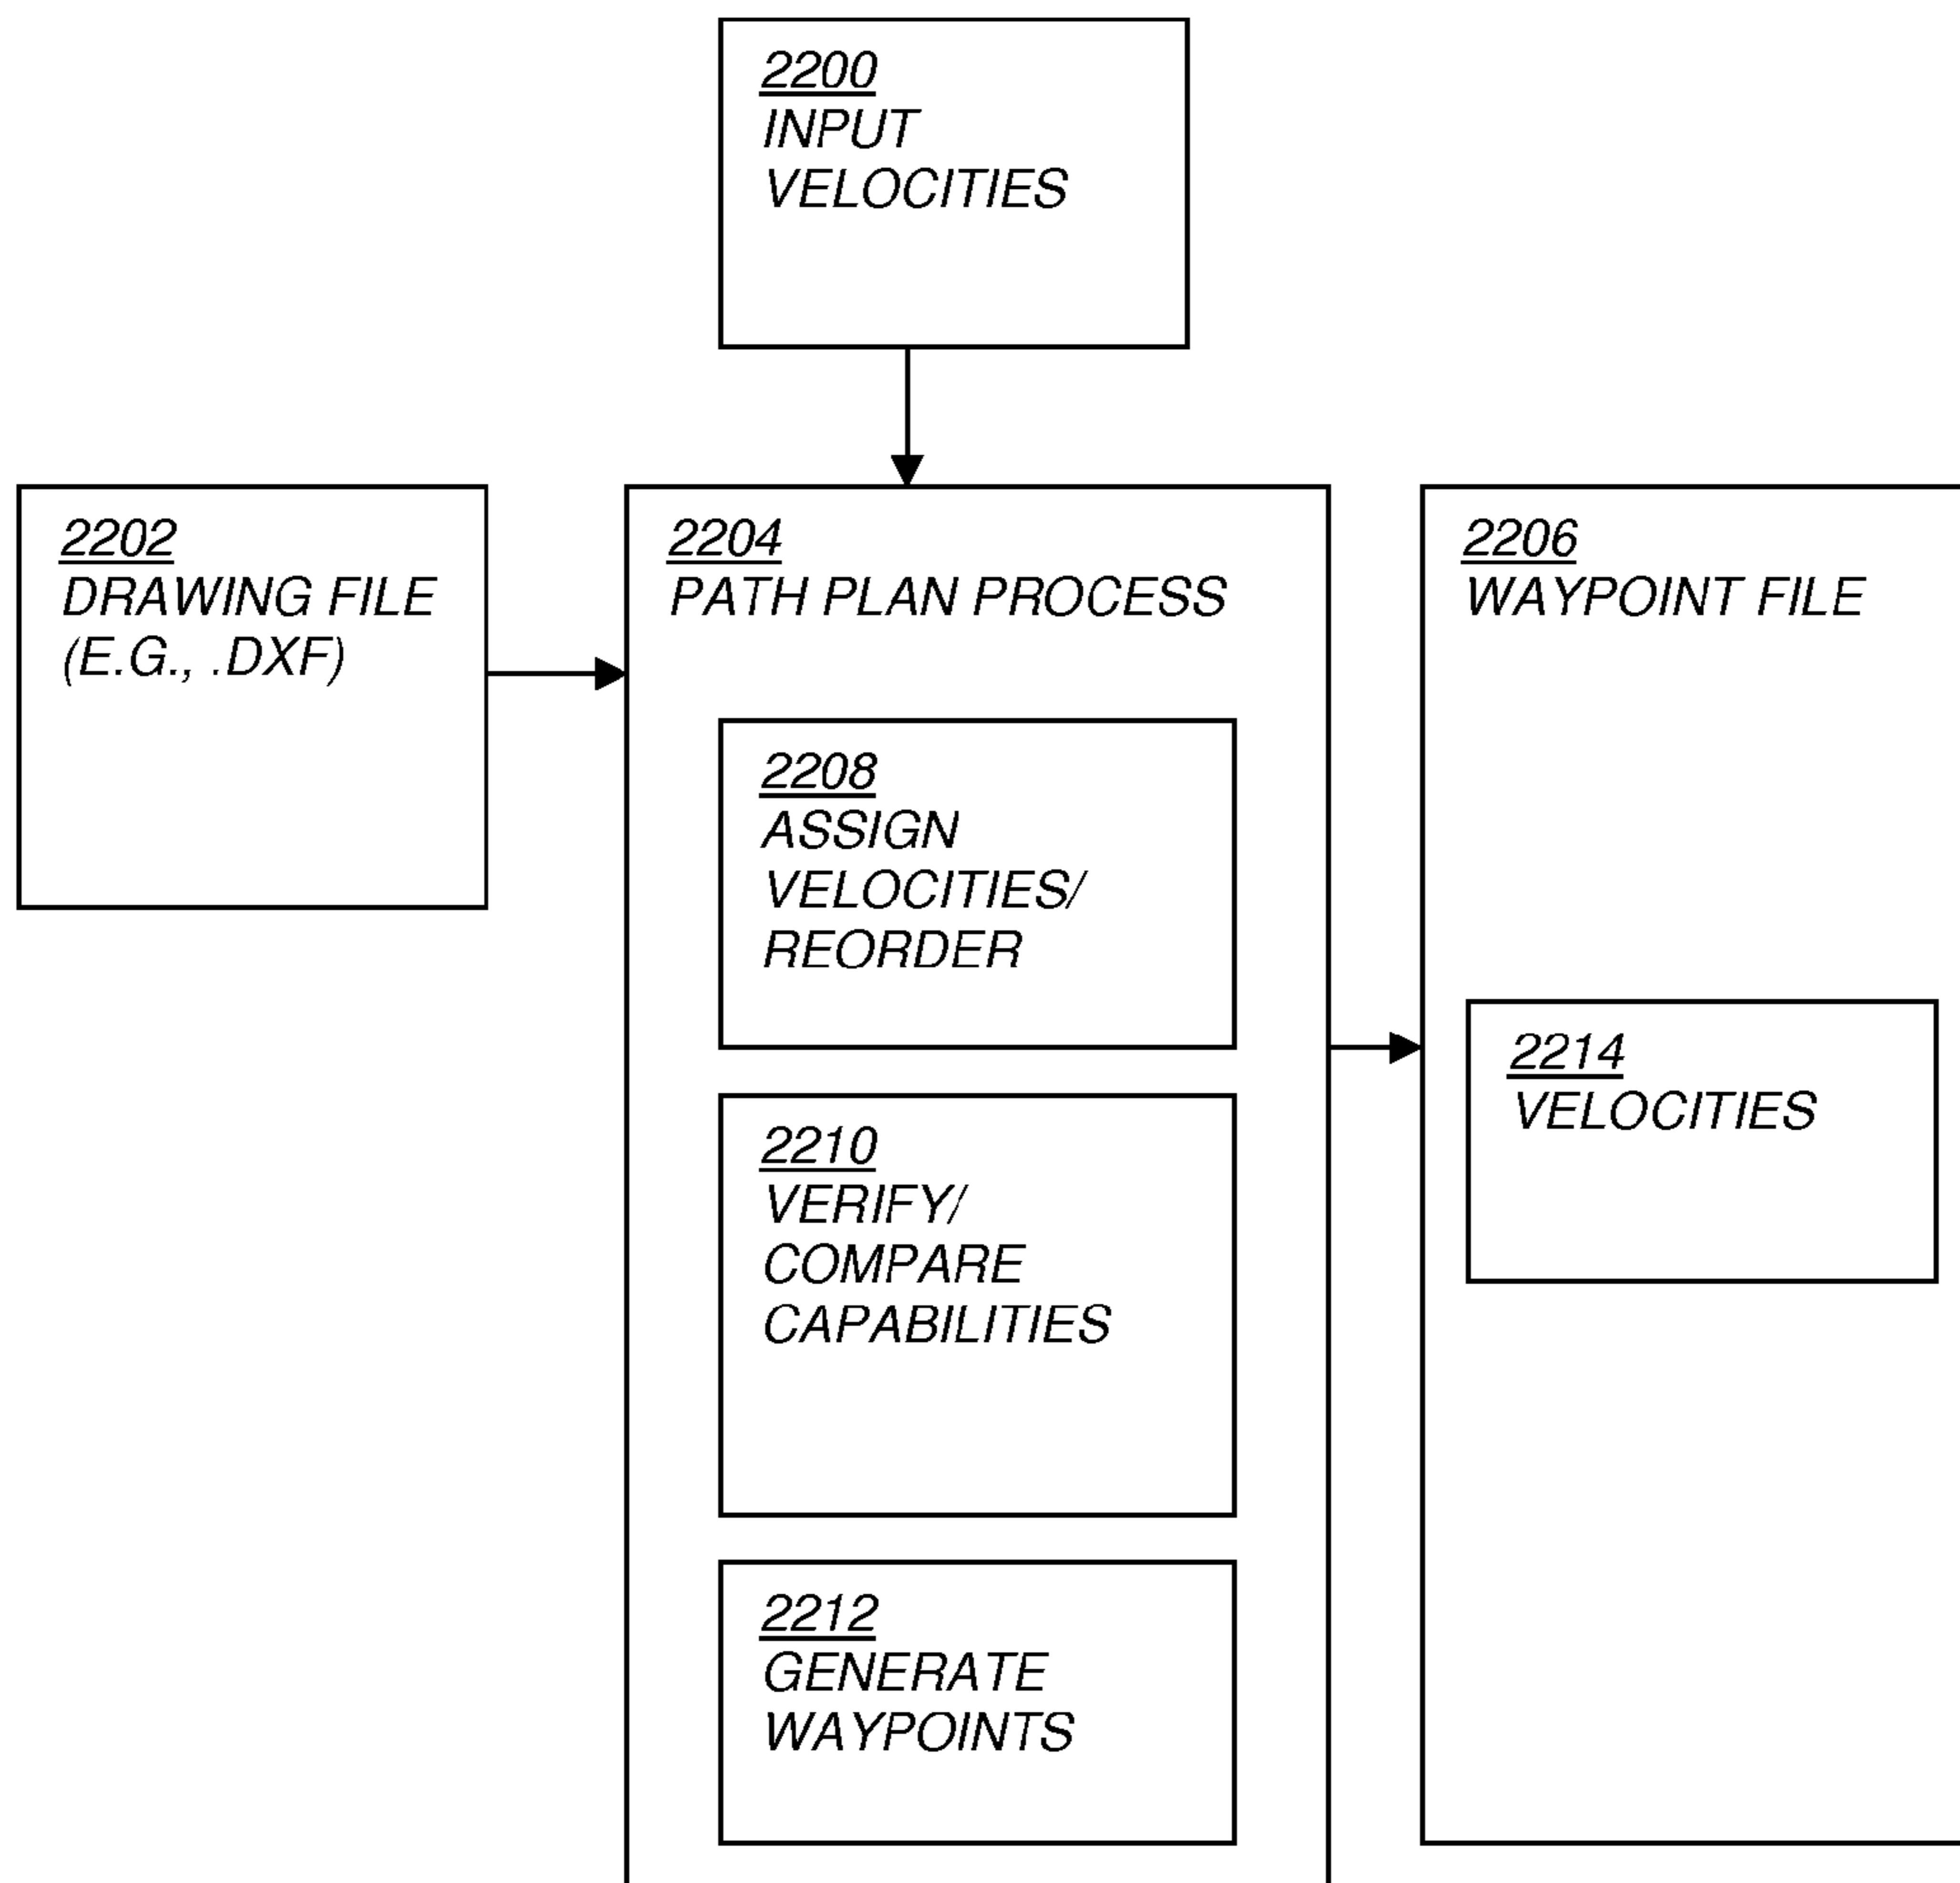 2200
INPUT
VELOCITIES
2202
DRAWING FILE
(E.G., .DXF)
2204
PATH PLAN PROCESS
2208
ASSIGN
VELOCITIES/
REORDER
2210
VERIFY/
COMPARE
CAPABILITIES
2212
GENERATE
WAYPOINTS
2206
WAYPOINT FILE
2214
VELOCITIES